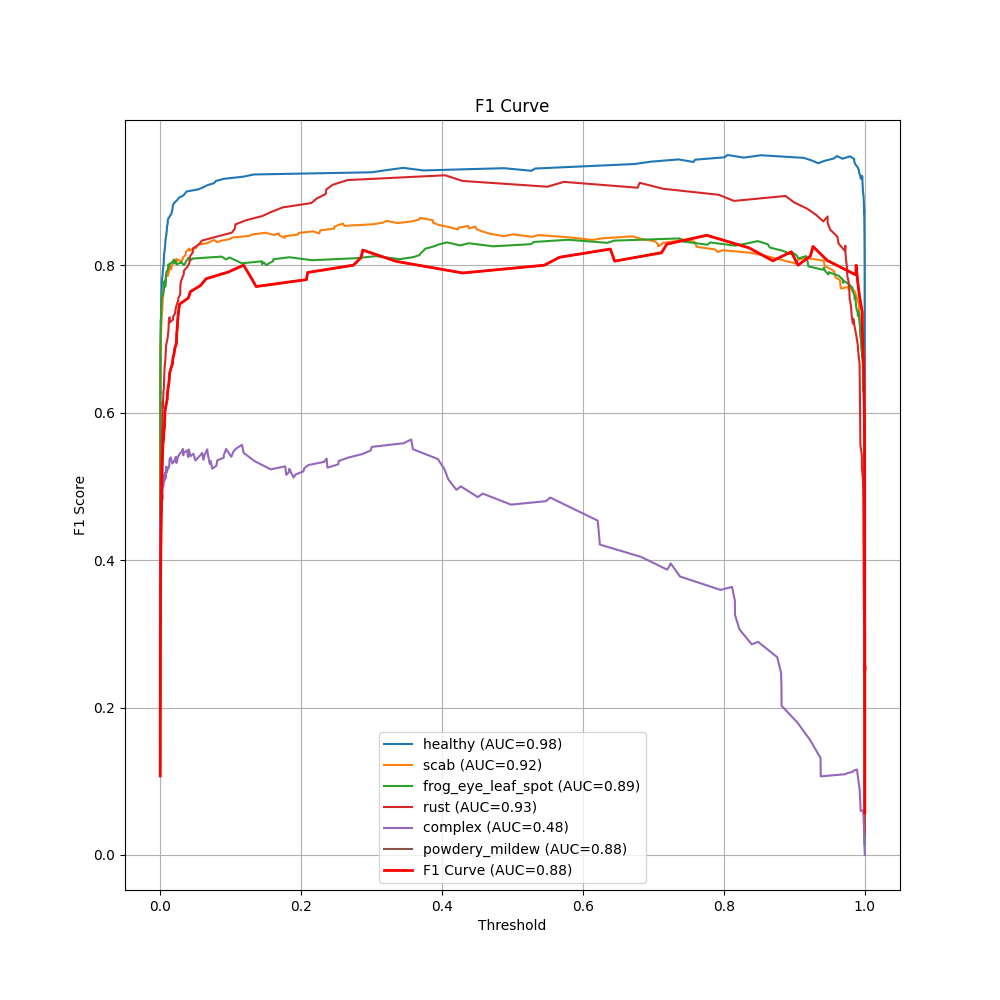 F1 Curve
F1 Score
0.8
0.6
0.4
0.2
0.0
healthy (AUC=0.98)
scab (AUC=0.92)
frog_eye_leaf_spot (AUC=0.89)
rust (AUC=0.93)
complex (AUC=0.48)
powdery_mildew (AUC=0.88)
F1 Curve (AUC=0.88)
0.0 0.2 0.4 0.6 0.8 1.0
Threshold